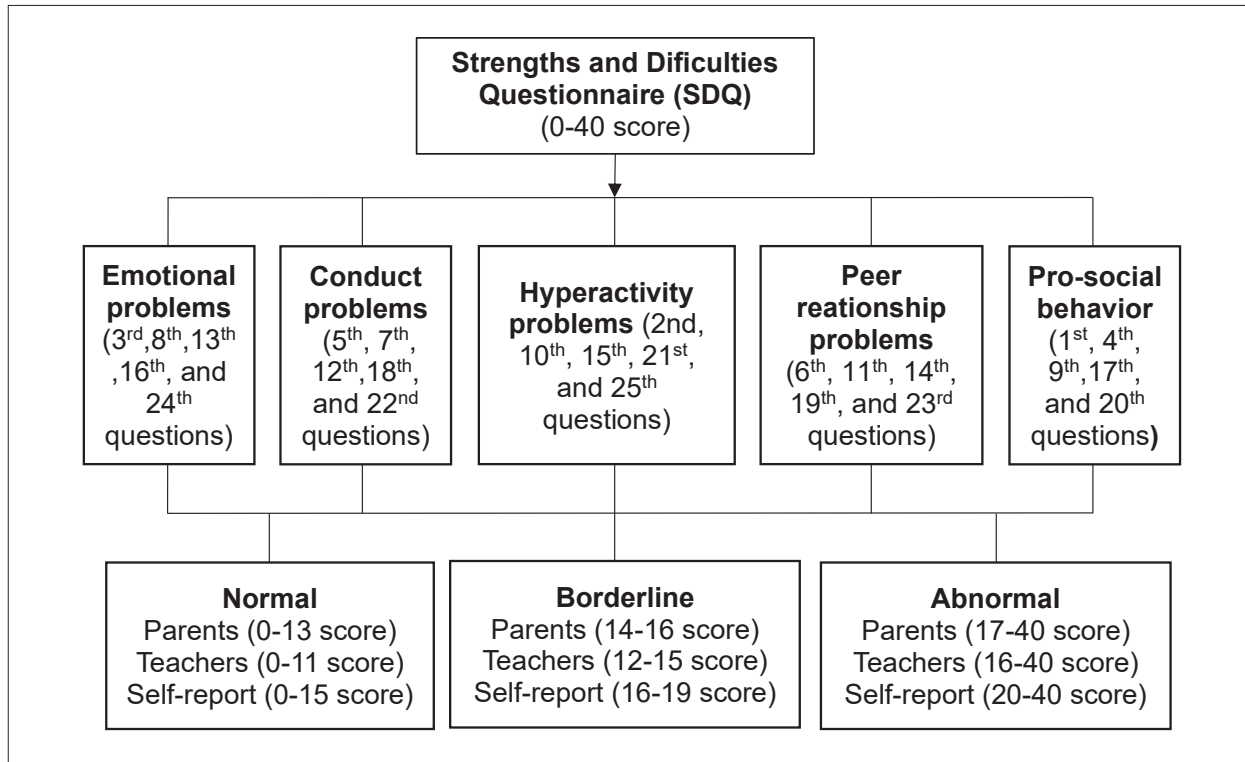 Strengths and Dificulties
Questionnaire (SDQ)
(0-40 score)
Emotional
problems
(3rd,8th,13th
,16th, and
24th
questions)
Conduct
problems
(5th, 7th,
12th,18th,
and 22nd
questions)
Hyperactivity
problems (2nd,
10th, 15th, 21st,
and 25th
questions)
Peer
reationship
problems
(6th, 11th, 14th,
19th, and 23rd
questions)
Pro-social
behavior
(1st, 4th,
9th,17th,
and 20th
questions)
Normal
Parents (0-13 score)
Teachers (0-11 score)
Self-report (0-15 score)
Borderline
Parents (14-16 score)
Teachers (12-15 score)
Self-report (16-19 score)
Abnormal
Parents (17-40 score)
Teachers (16-40 score)
Self-report (20-40 score)